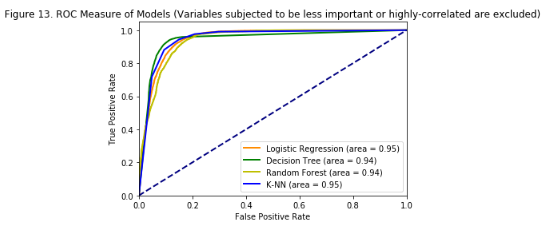 Figure 13. ROC Measure of Models (Variables subjected to be less important or highly-correlated are excluded)
1.0
0.8
0.6
0.4
0.2
0.0
True Positive Rate
Logistic Regression (area = 0.95)
Decision Tree (area = 0.94)
Random Forest (area = 0.94)
K-NN (area = 0.95)
0.0 0.2 0.4 0.6 0.8 1.0
False Positive Rate